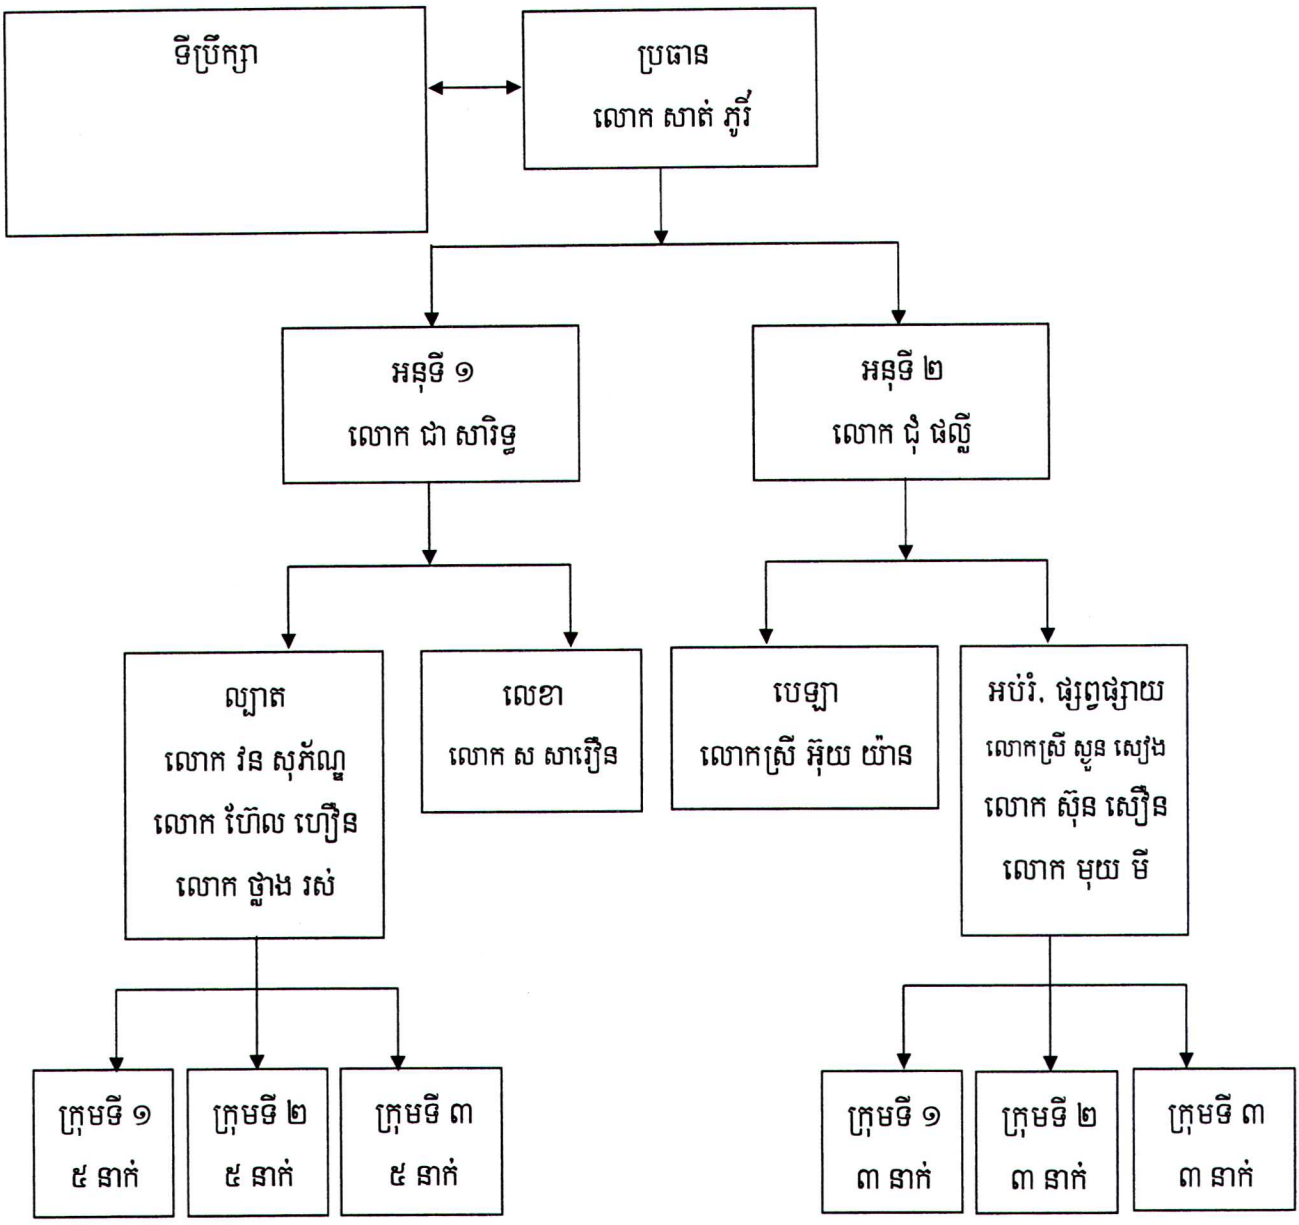 ទីប្រឹក្សា
ប្រធាន
លោក សាត់ ភូរី
អនុទី ១
លោក ជា សារិទ្ធ
អនុទី ២
លោក ជុំ ផល្លី
ល្បាត
លោក វន សុភ័ណ្ឌ
លោក ហ៊ែល ហឿន
លោក ថ្លាង រស់
លេខា
លោក ស សារឿន
បេឡា
លោកស្រី អ៊ុយ យ៉ាន
អប់រំ. ផ្សព្វផ្សាយ
លោកស្រី ស្ងួន សៀង
លោក ស៊ុន សឿន
លោក មុយ មី
ក្រុមទី ១
៥ នាក់
ក្រុមទី ២
៥ នាក់
ក្រុមទី ៣
៥ នាក់
ក្រុមទី ១
៣ នាក់
ក្រុមទី ២
៣ នាក់
ក្រុមទី ៣
៣ នាក់